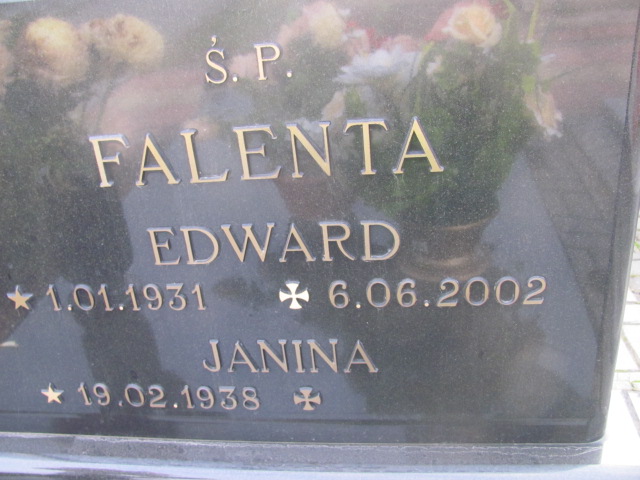 Ś.P.
FALENTA
EDWARD
★ 1.01.1931 ✠ 6.06.2002
JANINA
★ 19.02.1938 ✠